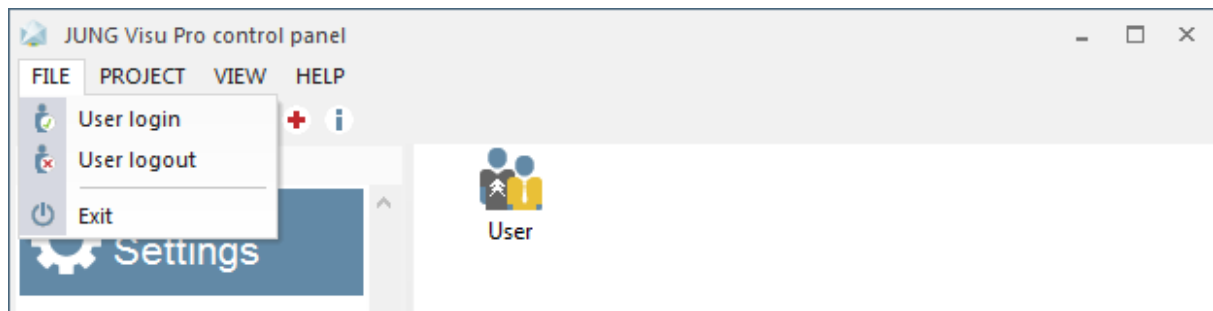 JUNG Visu Pro control panel
FILE PROJECT VIEW HELP
User login
User logout
Exit
Settings
User